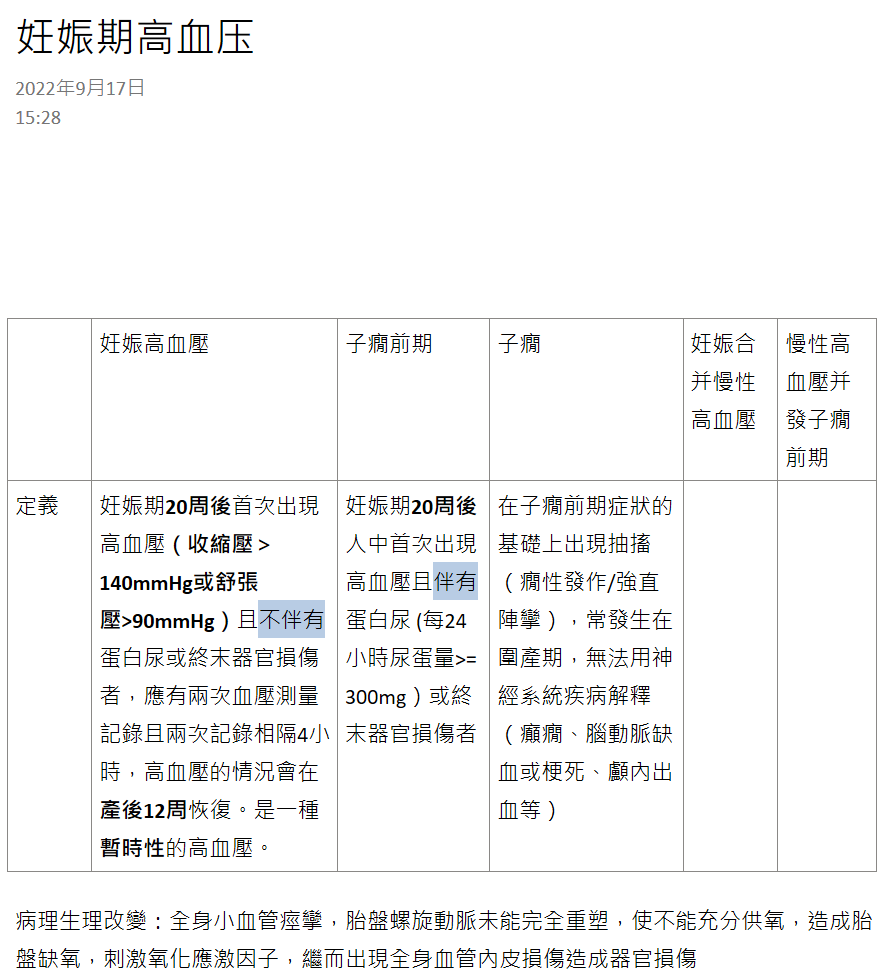 妊娠期高血压
2022年9月17日
15:28
妊娠高血壓
子癇前期
子癇
妊娠合
并慢性
高血壓
慢性高
血壓并
發子癇
前期
定義
妊娠期20周後首次出現
高血壓（收縮壓＞
140mmHg或舒張
壓>90mmHg）且不伴有
蛋白尿或終末器官損傷
者，應有兩次血壓測量
記錄且兩次記錄相隔4小
時，高血壓的情況會在
產後12周恢復。是一種
暫時性的高血壓。
妊娠期20周後
人中首次出現
高血壓且伴有
蛋白尿 (每24
小時尿蛋量>=
300mg）或終
末器官損傷者
在子癇前期症狀的
基礎上出現抽搐
（癇性發作/強直
陣攣），常發生在
圍產期，無法用神
經系統疾病解釋
（癲癇、腦動脈缺
血或梗死、顱內出
血等）
病理生理改變：全身小血管痙攣，胎盤螺旋動脈未能完全重塑，使不能充分供氧，造成胎
盤缺氧，刺激氧化應激因子，繼而出現全身血管內皮損傷造成器官損傷